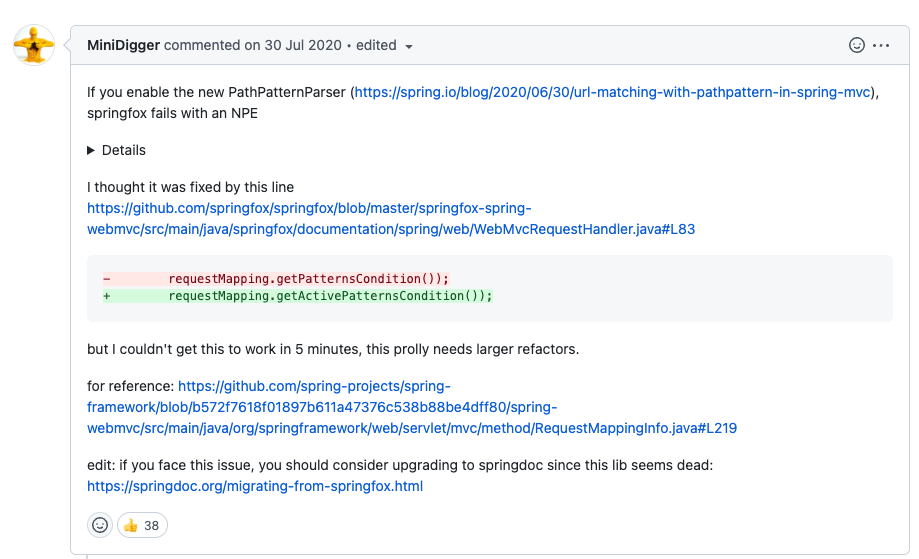 MiniDigger commented on 30 Jul 2020 • edited
If you enable the new PathPatternParser (https://spring.io/blog/2020/06/30/url-matching-with-pathpattern-in-spring-mvc),
springfox fails with an NPE
Details
I thought it was fixed by this line
https://github.com/springfox/springfox/blob/master/springfox-spring-
webmvc/src/main/java/springfox/documentation/spring/web/WebMvcRequestHandler.java#L83
-        requestMapping.getPatternsCondition());
+        requestMapping.getActivePatternsCondition());
but I couldn't get this to work in 5 minutes, this prolly needs larger refactors.
for reference: https://github.com/spring-projects/spring-
framework/blob/b572f7618f01897b611a47376c538b88be4dff80/spring-
webmvc/src/main/java/org/springframework/web/servlet/mvc/method/RequestMappingInfo.java#L219
edit: if you face this issue, you should consider upgrading to springdoc since this lib seems dead:
https://springdoc.org/migrating-from-springfox.html
👍 38